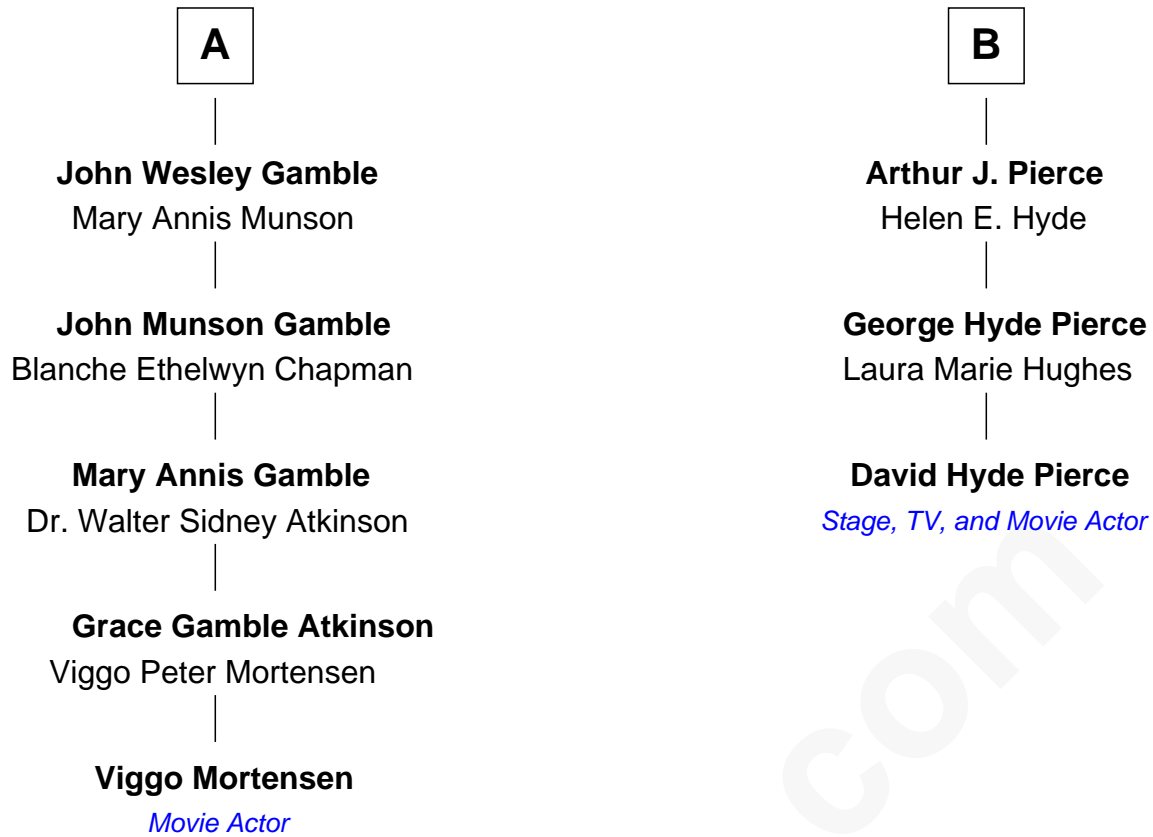 A
John Wesley Gamble
Mary Annis Munson
John Munson Gamble
Blanche Ethelwyn Chapman
Mary Annis Gamble
Dr. Walter Sidney Atkinson
Grace Gamble Atkinson
Viggo Peter Mortensen
Viggo Mortensen
Movie Actor
B
Arthur J. Pierce
Helen E. Hyde
George Hyde Pierce
Laura Marie Hughes
David Hyde Pierce
Stage, TV, and Movie Actor
com